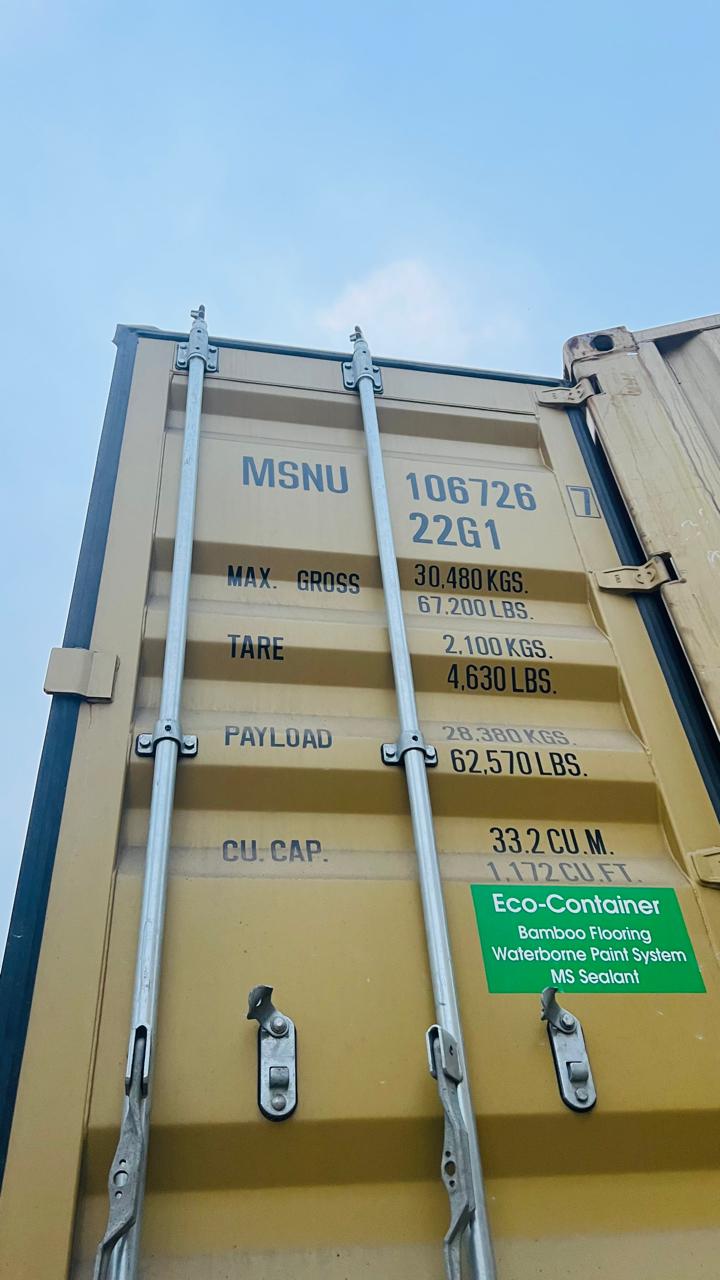 MSNU 106726 7
22G1
MAX. GROSS 30,480 KGS.
67,200 LBS.
TARE 2,100 KGS.
4,630 LBS.
PAYLOAD 28,380 KGS.
62,570 LBS.
CU. CAP. 33.2 CU.M.
1,172 CU.FT.
Eco-Container
Bamboo Flooring
Waterborne Paint System
MS Sealant